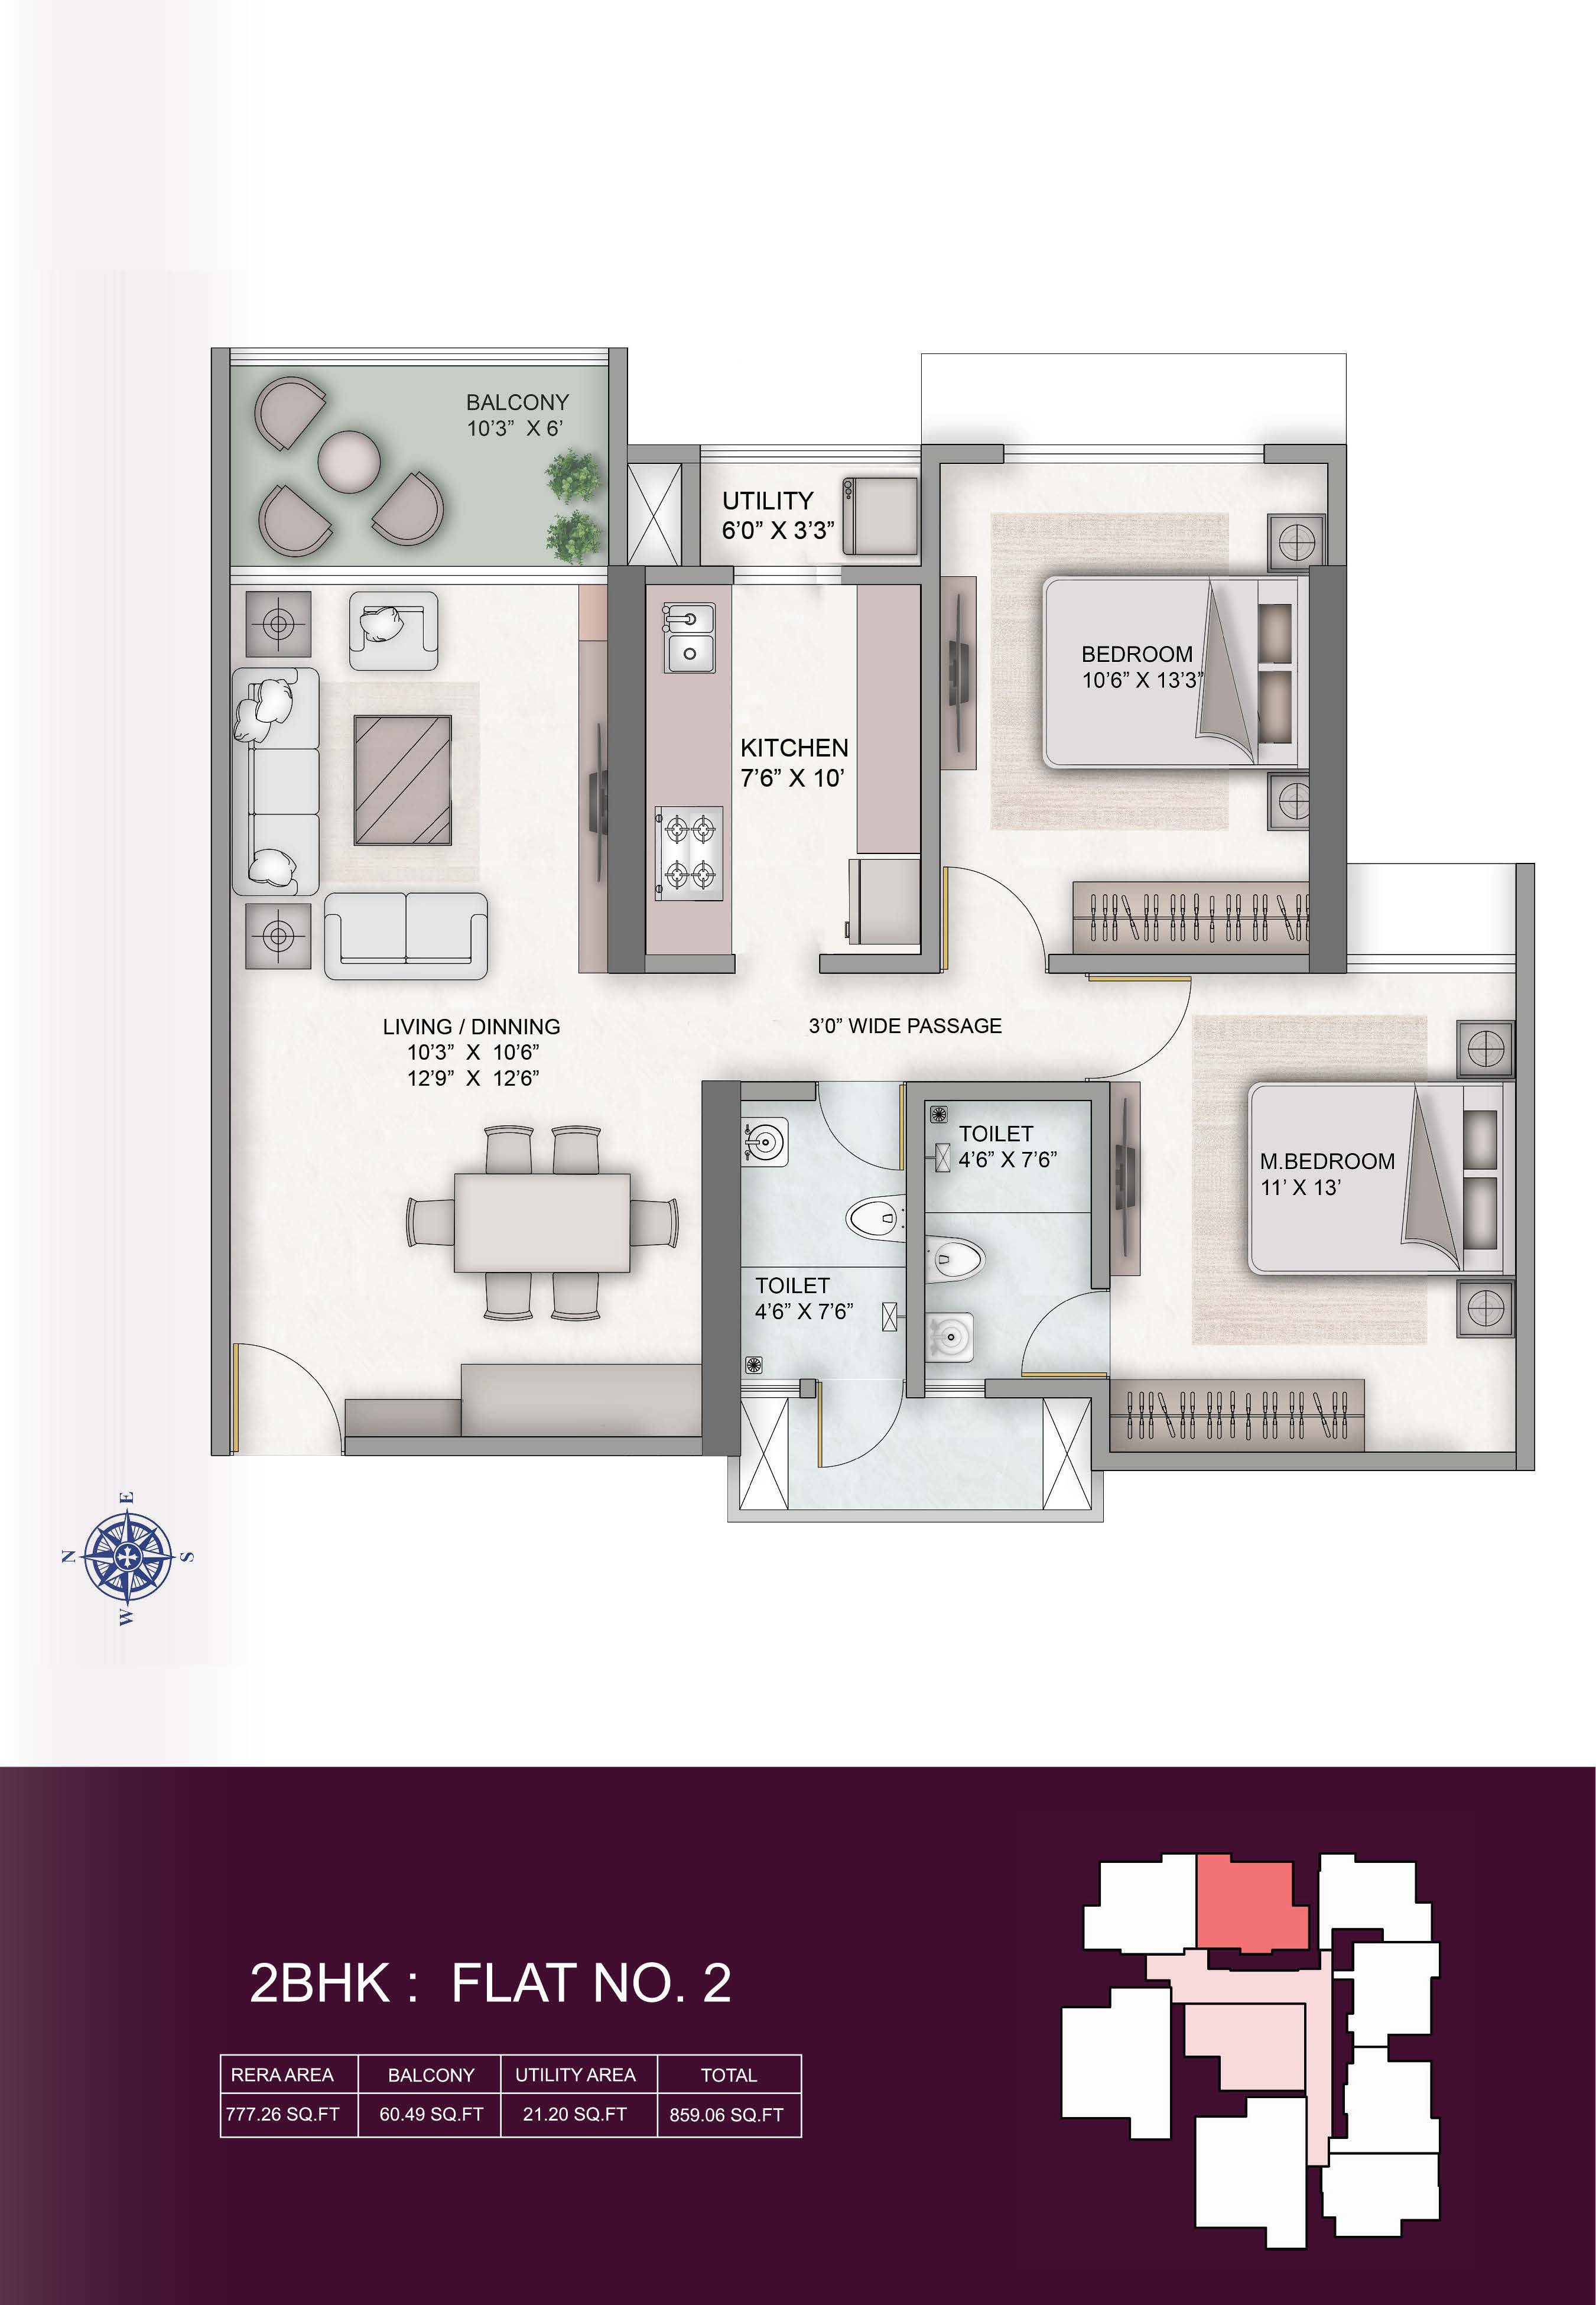 BALCONY
10'3” X 6'
UTILITY
6'0” X 3'3”
BEDROOM
10'6” X 13'3”
KITCHEN
7'6” X 10'
LIVING / DINNING
10'3” X 10'6”
12'9” X 12'6”
3'0” WIDE PASSAGE
TOILET
4'6” X 7'6”
M.BEDROOM
11' X 13'
TOILET
4'6” X 7'6”
E
N
S
W
2BHK : FLAT NO. 2
RERA AREA BALCONY UTILITY AREA TOTAL
777.26 SQ.FT 60.49 SQ.FT 21.20 SQ.FT 859.06 SQ.FT